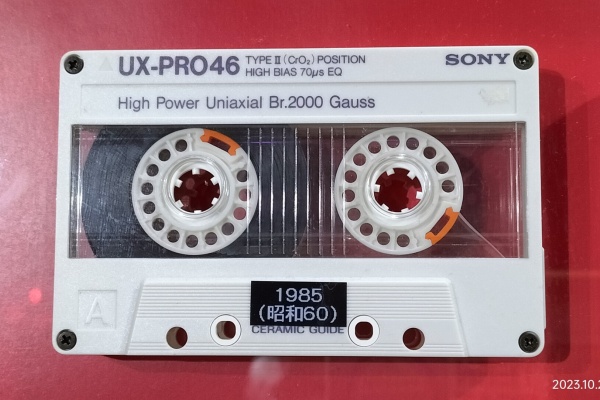 UX-PRO46 TYPE II (CrO₂) POSITION SONY
HIGH BIAS 70μs EQ
High Power Uniaxial Br.2000 Gauss
A
1985
(昭和60)
CERAMIC GUIDE